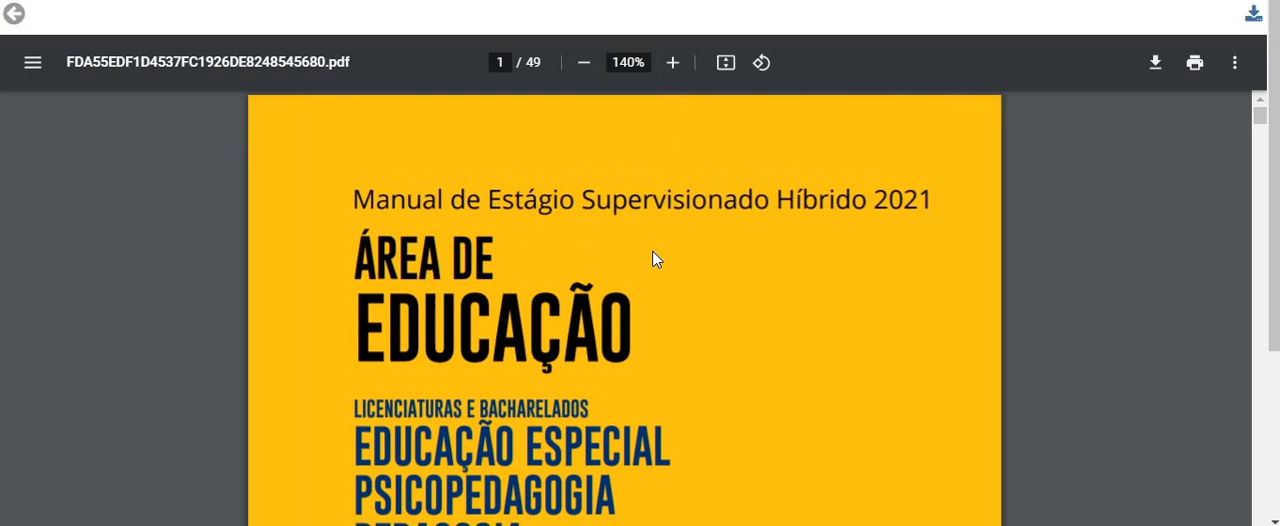 FDA55EDF1D4537FC1926DE8248545680.pdf
1 / 49
140%
Manual de Estágio Supervisionado Híbrido 2021
ÁREA DE
EDUCAÇÃO
LICENCIATURAS E BACHARELADOS
EDUCAÇÃO ESPECIAL
PSICOPEDAGOGIA